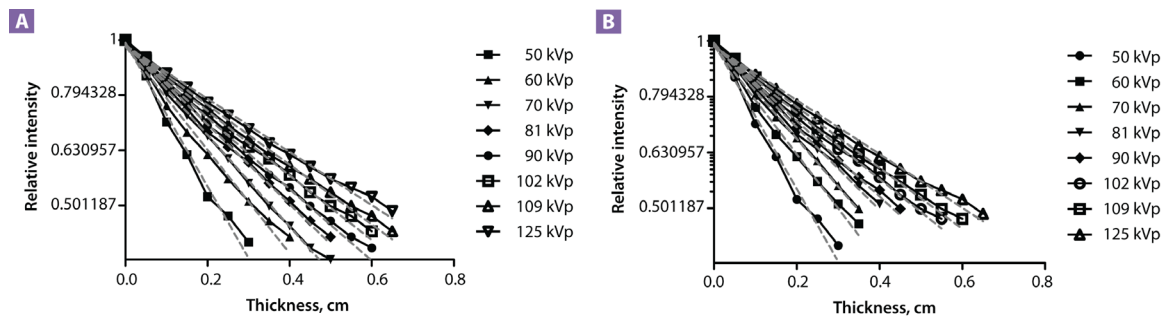 A
Relative intensity
1
0.794328
0.630957
0.501187
0.0
0.2
0.4
0.6
0.8
Thickness, cm
50 kVp
60 kVp
70 kVp
81 kVp
90 kVp
102 kVp
109 kVp
125 kVp
B
Relative intensity
1
0.794328
0.630957
0.501187
0.0
0.2
0.4
0.6
0.8
Thickness, cm
50 kVp
60 kVp
70 kVp
81 kVp
90 kVp
102 kVp
109 kVp
125 kVp